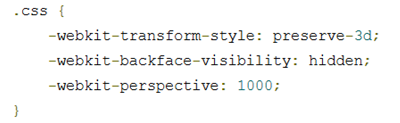 .css {
    -webkit-transform-style: preserve-3d;
    -webkit-backface-visibility: hidden;
    -webkit-perspective: 1000;
}